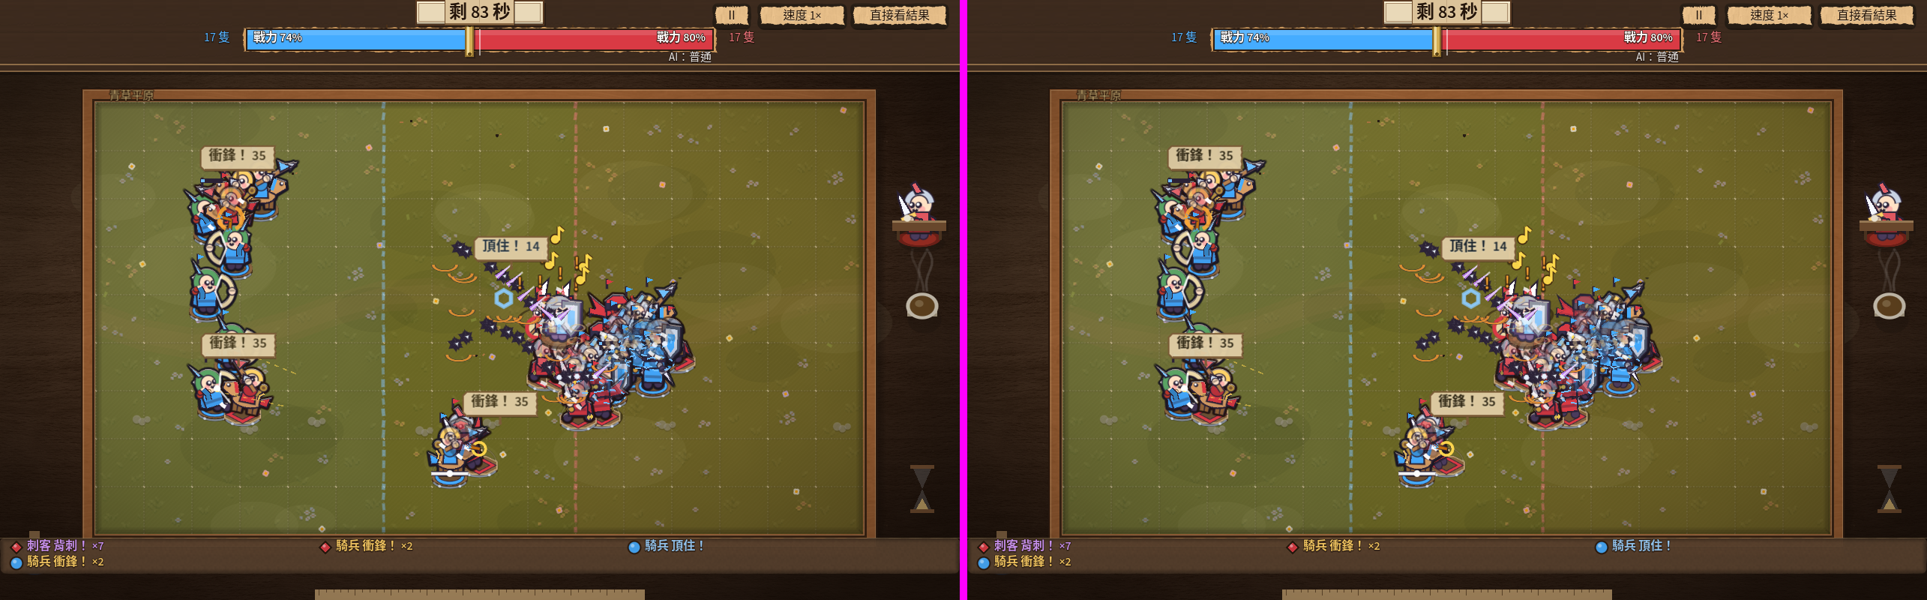 剩 83 秒
II
速度 1×
直接看結果
17 隻
戰力 74%
戰力 80%
17 隻
AI：普通
青草平原
衝鋒！ 35
頂住！ 14
衝鋒！ 35
衝鋒！ 35
刺客 背刺！ ×7
騎兵 衝鋒！ ×2
騎兵 頂住！
騎兵 衝鋒！ ×2
剩 83 秒
II
速度 1×
直接看結果
17 隻
戰力 74%
戰力 80%
17 隻
AI：普通
青草平原
衝鋒！ 35
頂住！ 14
衝鋒！ 35
衝鋒！ 35
刺客 背刺！ ×7
騎兵 衝鋒！ ×2
騎兵 頂住！
騎兵 衝鋒！ ×2